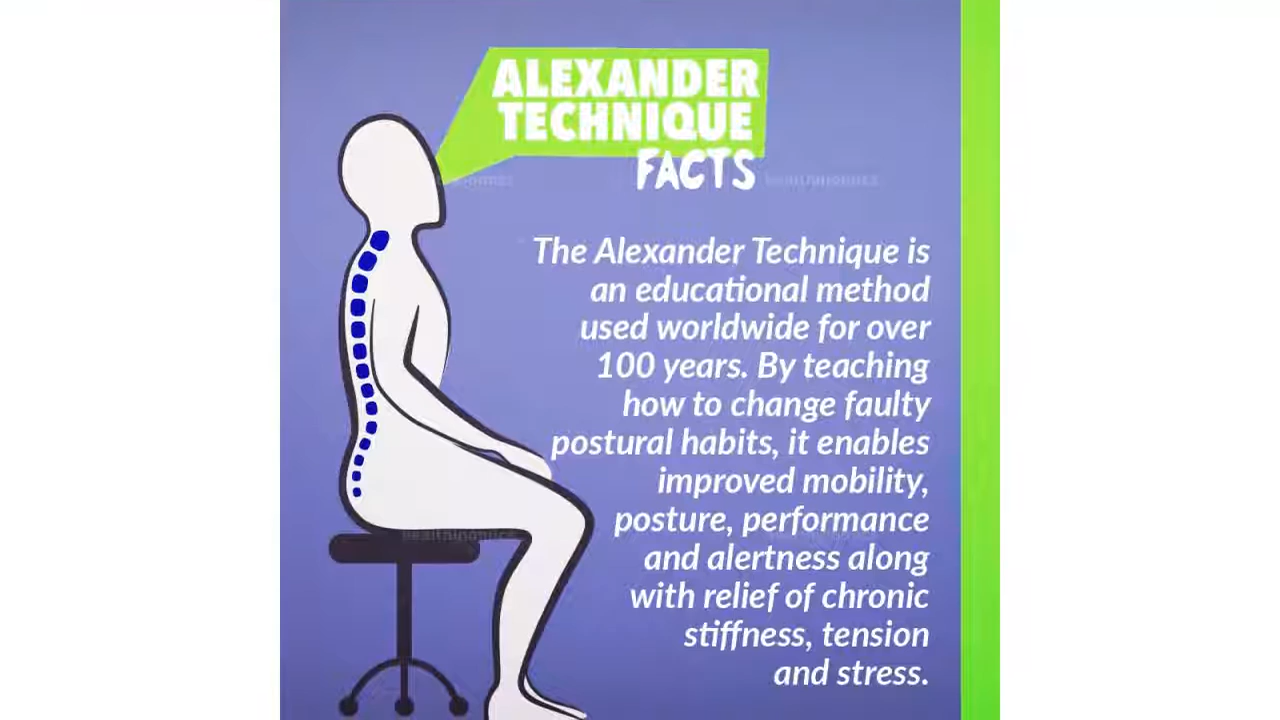 ALEXANDER
TECHNIQUE
FACTS
The Alexander Technique is
an educational method
used worldwide for over
100 years. By teaching
how to change faulty
postural habits, it enables
improved mobility,
posture, performance
and alertness along
with relief of chronic
stiffness, tension
and stress.